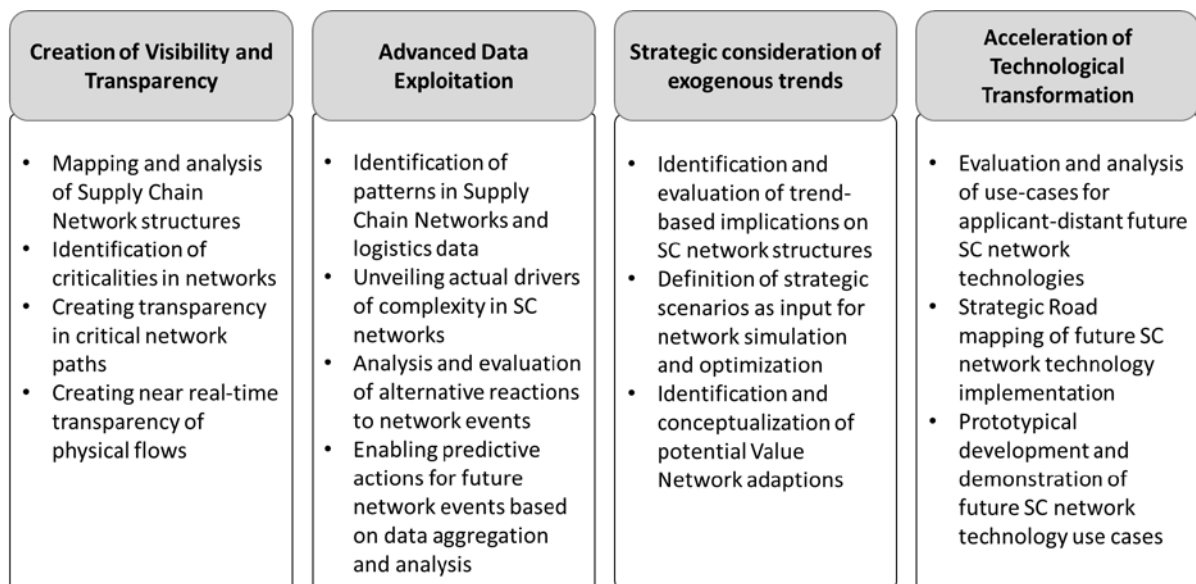 Creation of Visibility and
Transparency
• Mapping and analysis
of Supply Chain
Network structures
• Identification of
criticalities in networks
• Creating transparency
in critical network
paths
• Creating near real-time
transparency of
physical flows
Advanced Data
Exploitation
• Identification of
patterns in Supply
Chain Networks and
logistics data
• Unveiling actual drivers
of complexity in SC
networks
• Analysis and evaluation
of alternative reactions
to network events
• Enabling predictive
actions for future
network events based
on data aggregation
and analysis
Strategic consideration of
exogenous trends
• Identification and
evaluation of trend-
based implications on
SC network structures
• Definition of strategic
scenarios as input for
network simulation
and optimization
• Identification and
conceptualization of
potential Value
Network adaptions
Acceleration of
Technological
Transformation
• Evaluation and analysis
of use-cases for
applicant-distant future
SC network
technologies
• Strategic Road
mapping of future SC
network technology
implementation
• Prototypical
development and
demonstration of
future SC network
technology use cases